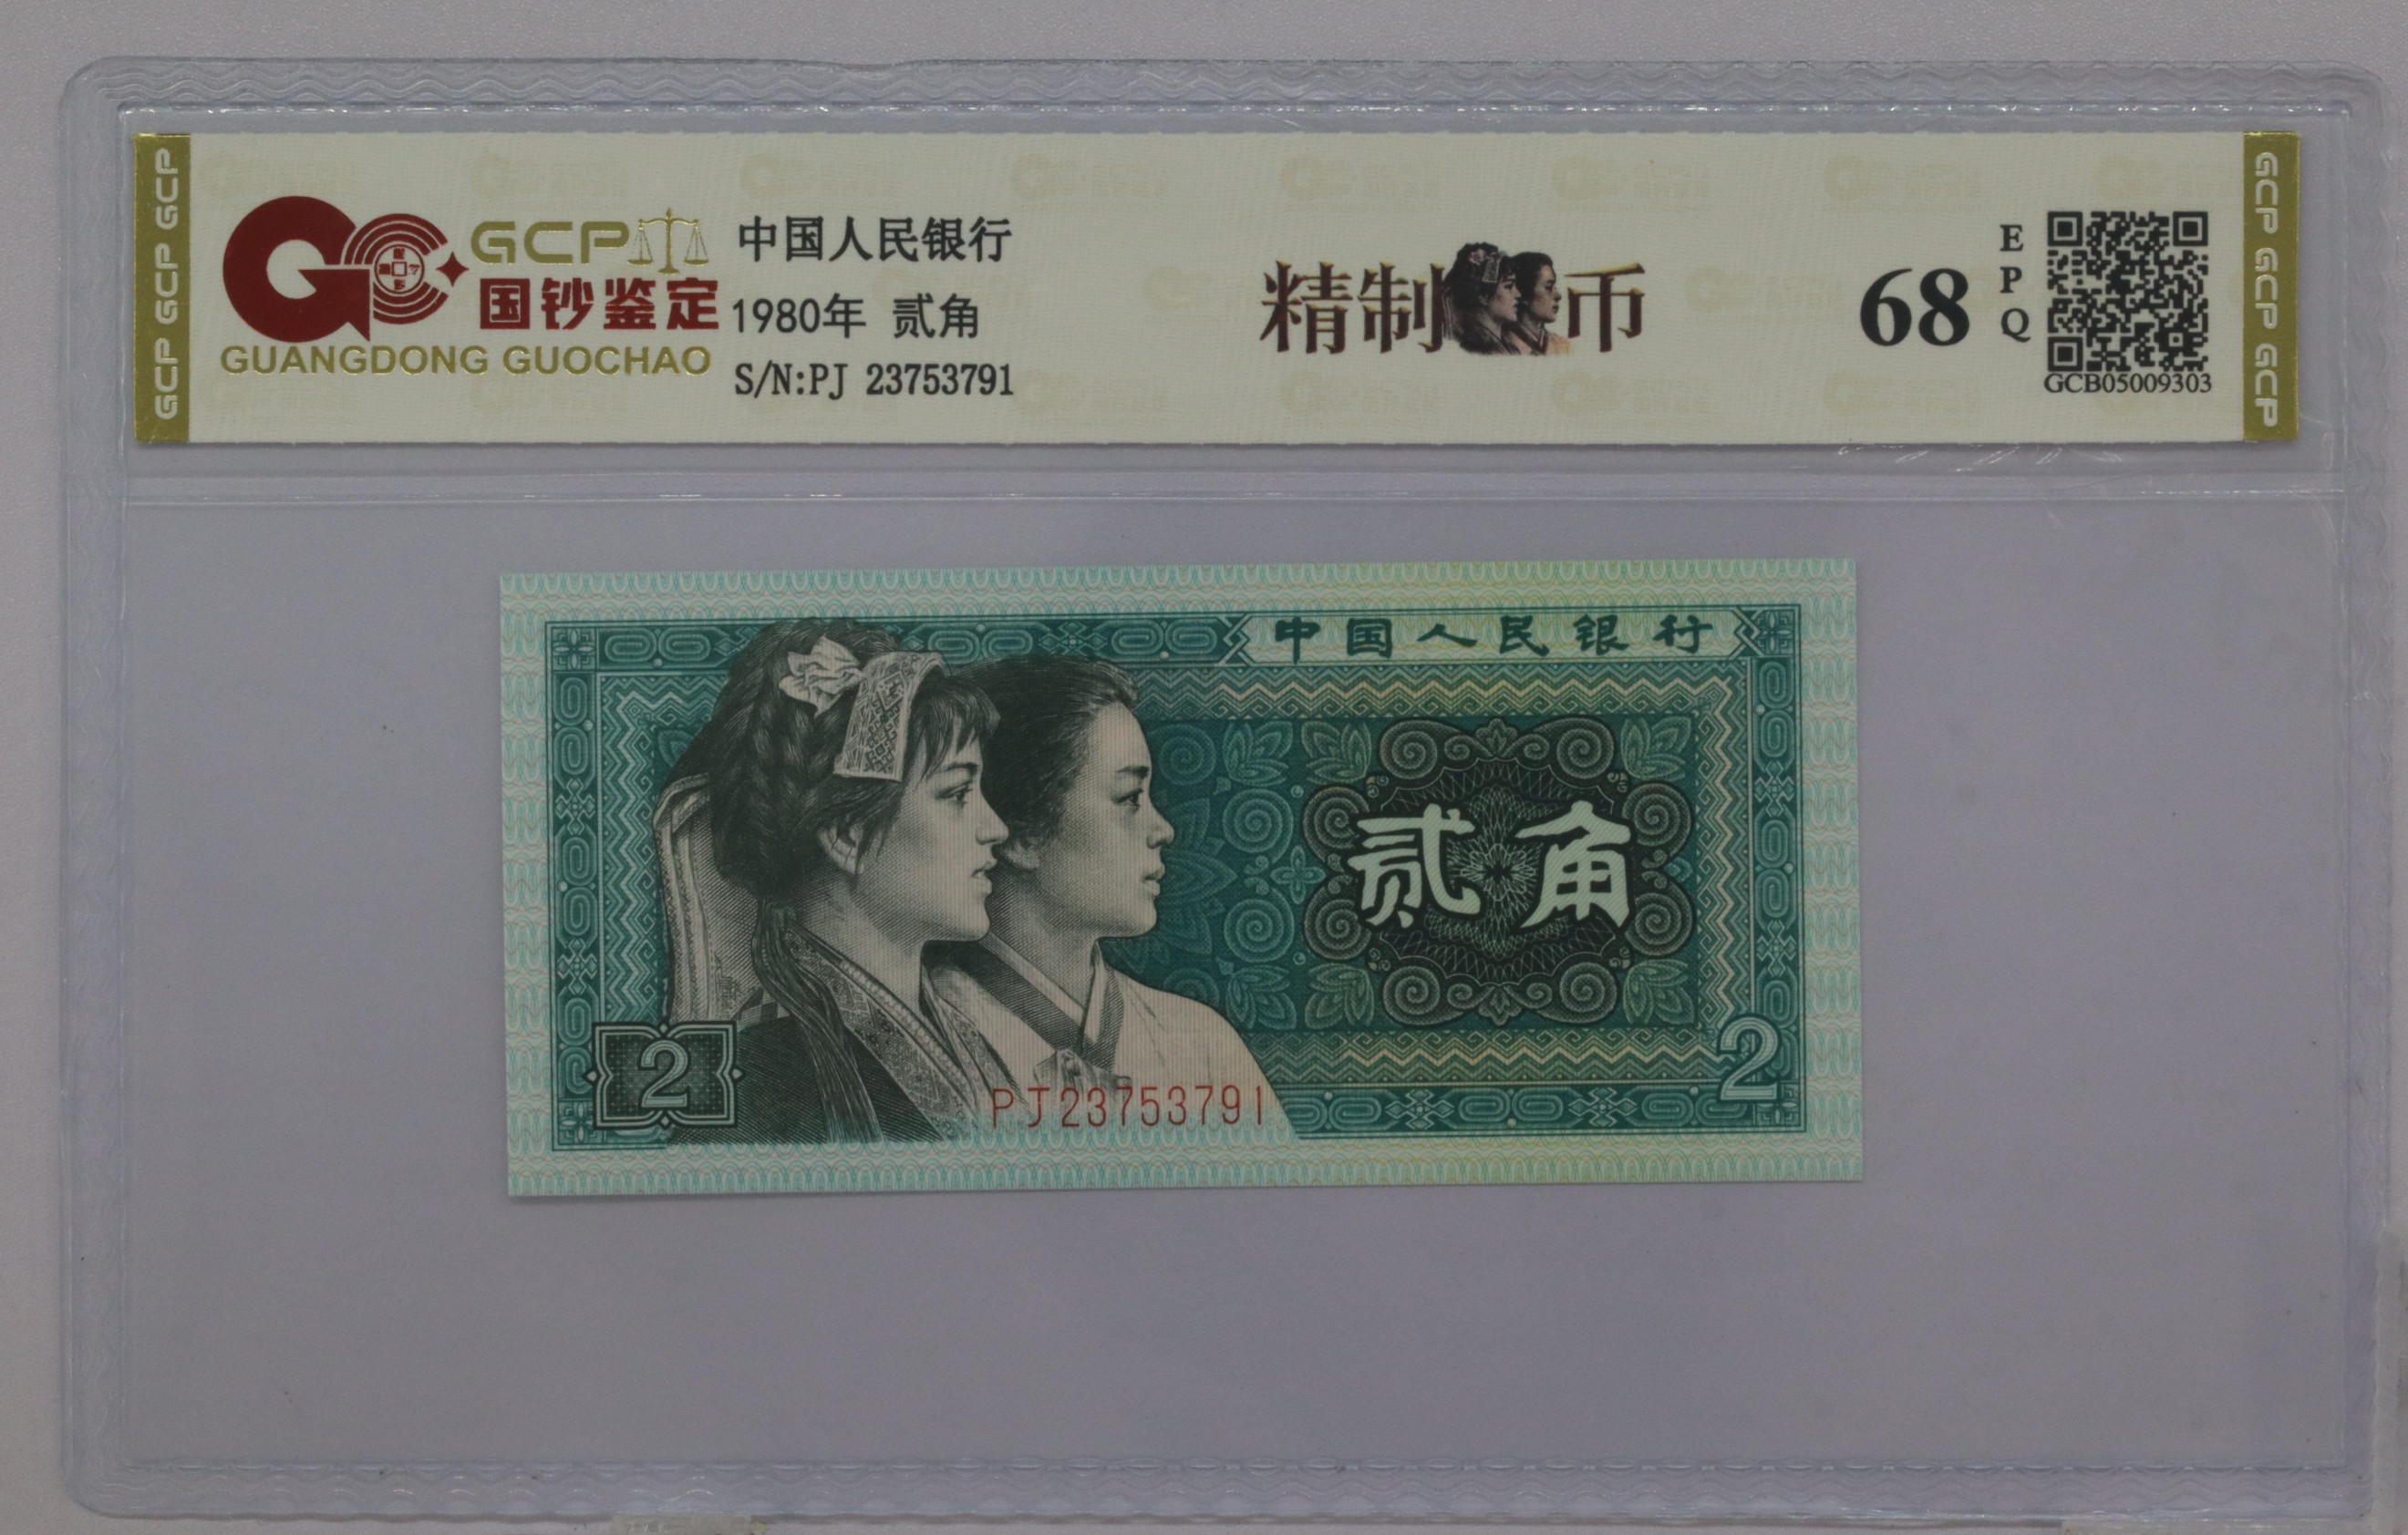 GCP GCP GCP
GCP
国钞鉴定
GUANGDONG GUOCHAO
中国人民银行
1980年 贰角
S/N:PJ 23753791
精制币
68
EPQ
GCB05009303
GCP GCP GCP
中国人民银行
贰角
2
PJ23753791
2